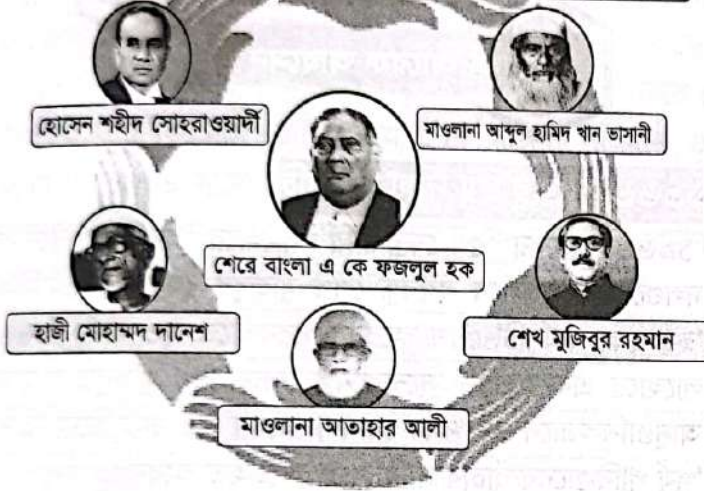 হোসেন শহীদ সোহরাওয়ার্দী
মাওলানা আব্দুল হামিদ খান ভাসানী
শেরে বাংলা এ কে ফজলুল হক
হাজী মোহাম্মদ দানেশ
শেখ মুজিবুর রহমান
মাওলানা আতাহার আলী